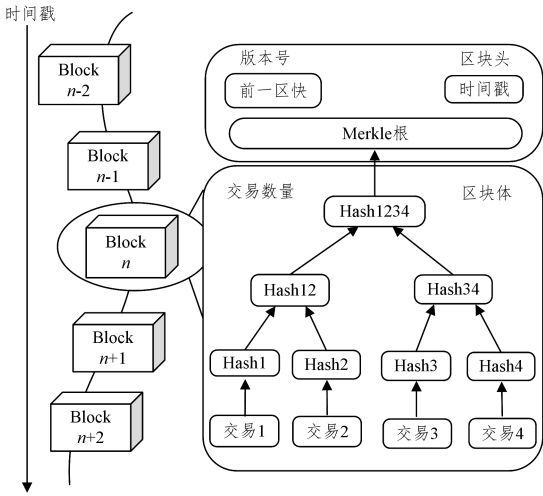 时间戳
Block
n-2
Block
n-1
Block
n
Block
n+1
Block
n+2
版本号
区块头
前一区快
时间戳
Merkle根
交易数量
区块体
Hash1234
Hash12
Hash34
Hash1
Hash2
Hash3
Hash4
交易1
交易2
交易3
交易4